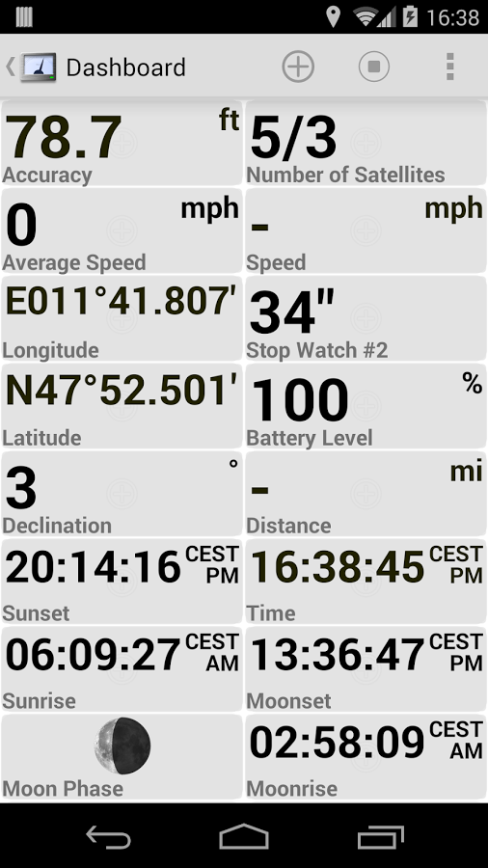 16:38
Dashboard
78.7 ft
Accuracy
5/3
Number of Satellites
0 mph
Average Speed
- mph
Speed
E011°41.807'
Longitude
34"
Stop Watch #2
N47°52.501'
Latitude
100 %
Battery Level
3 °
Declination
- mi
Distance
20:14:16 CEST PM
Sunset
16:38:45 CEST PM
Time
06:09:27 CEST AM
Sunrise
13:36:47 CEST PM
Moonset
Moon Phase
02:58:09 CEST AM
Moonrise